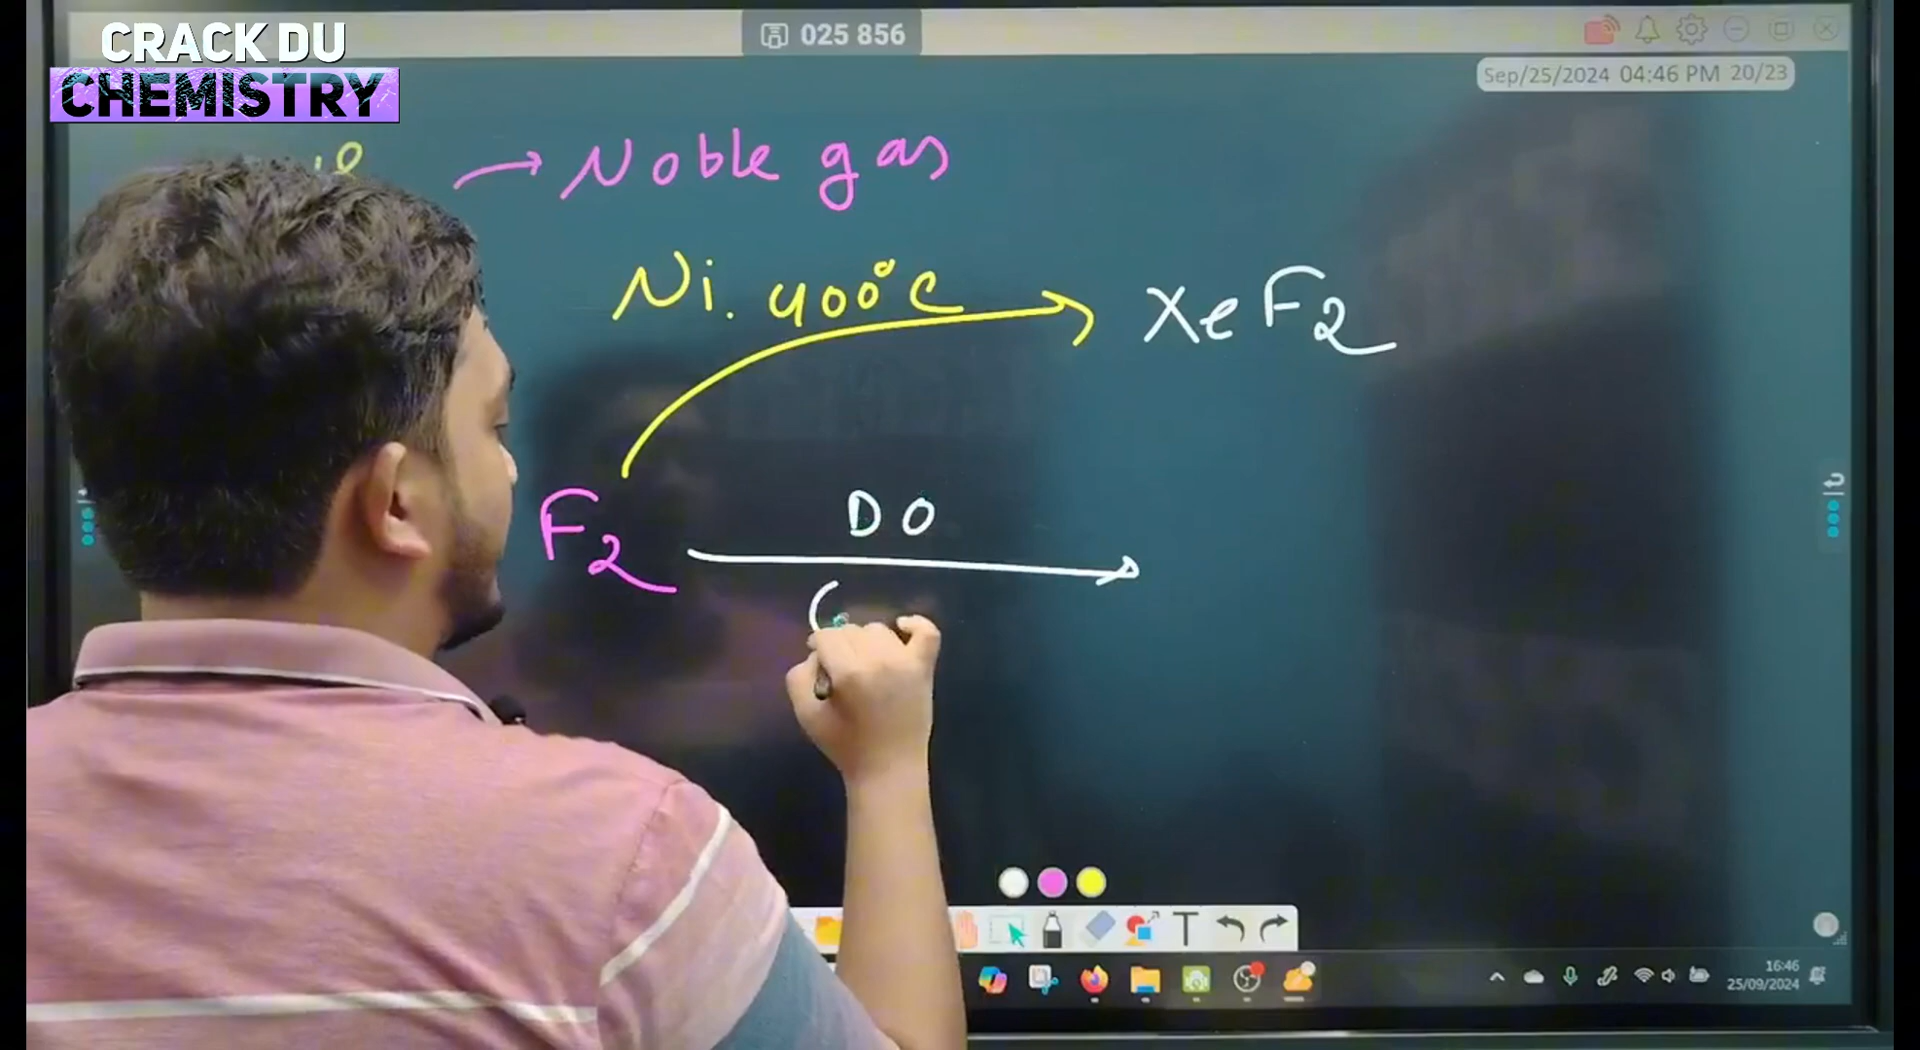 CRACK DU
CHEMISTRY
025 856
Sep/25/2024 04:46 PM 20/23
→ Noble gas
Ni. 400°C
XeF2
F2
DO
(
T
16:46
25/09/2024